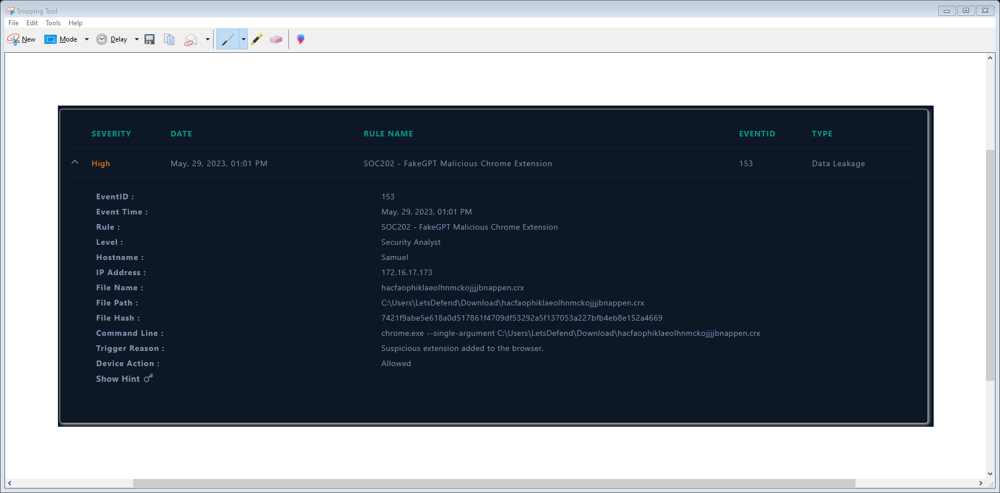 Snipping Tool
File Edit Tools Help
New Mode Delay
SEVERITY DATE RULE NAME EVENTID TYPE
High May, 29, 2023, 01:01 PM SOC202 - FakeGPT Malicious Chrome Extension 153 Data Leakage
EventID : 153
Event Time : May, 29, 2023, 01:01 PM
Rule : SOC202 - FakeGPT Malicious Chrome Extension
Level : Security Analyst
Hostname : Samuel
IP Address : 172.16.17.173
File Name : hacfaophiklaeolhnmckojjjjbnappen.crx
File Path : C:\Users\LetsDefend\Download\hacfaophiklaeolhnmckojjjjbnappen.crx
File Hash : 7421f9abe5e618a0d517861f4709df53292a5f137053a227bfb4eb8e152a4669
Command Line : chrome.exe --single-argument C:\Users\LetsDefend\Download\hacfaophiklaeolhnmckojjjjbnappen.crx
Trigger Reason : Suspicious extension added to the browser.
Device Action : Allowed
Show Hint